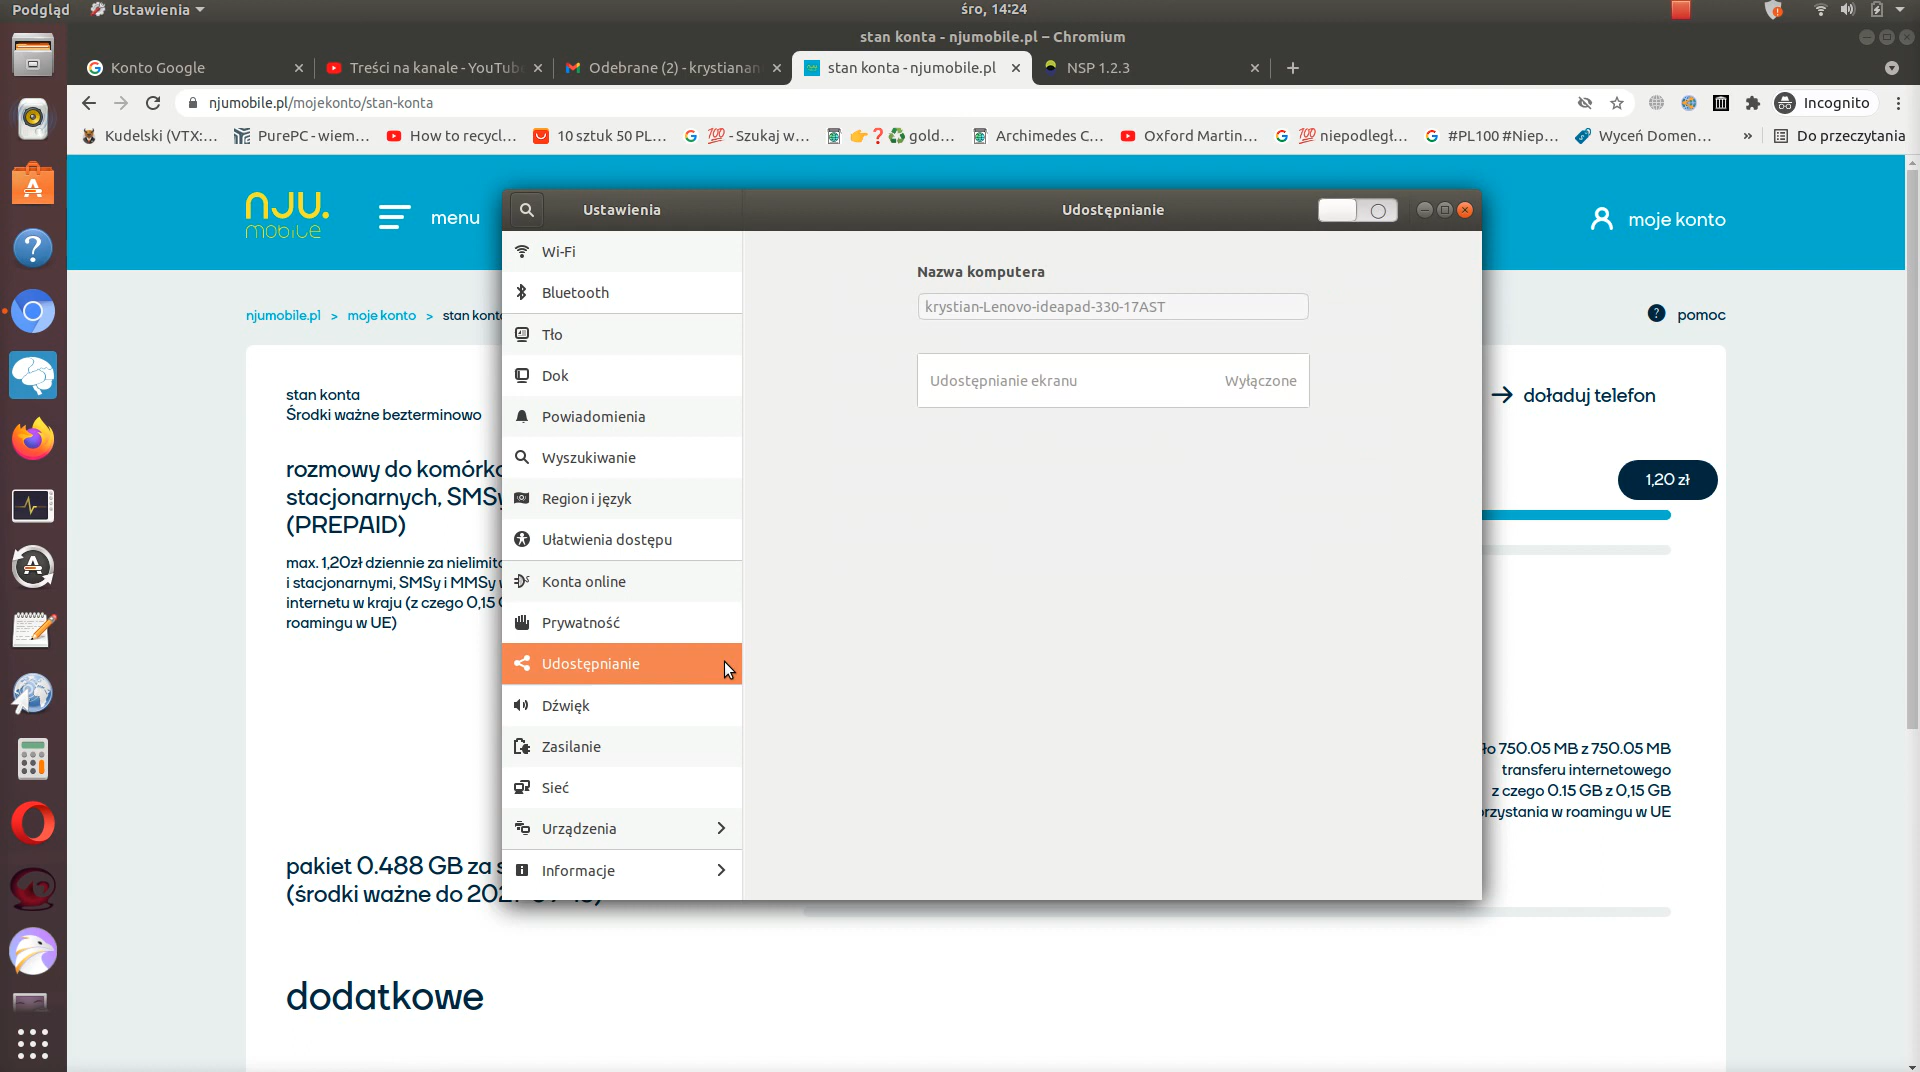 Podgląd
Ustawienia
śro, 14:24
stan konta - njumobile.pl – Chromium
Konto Google
Treści na kanale - YouTube
Odebrane (2) - krystianan
stan konta - njumobile.pl
NSP 1.2.3
njumobile.pl/mojekonto/stan-konta
Incognito
Kudelski (VTX:...
PurePC - wiem...
How to recycl...
10 sztuk 50 PL...
💯 - Szukaj w...
👉❓♻ gold...
Archimedes C...
Oxford Martin...
💯 niepodległ...
#PL100 #Niep...
Wyceń Domen...
»
Do przeczytania
nju.
mobile
menu
moje konto
njumobile.pl > moje konto > stan konta
pomoc
stan konta
Środki ważne bezterminowo
doładuj telefon
rozmowy do komórko
stacjonarnych, SMSy
(PREPAID)
1,20 zł
max. 1,20zł dziennie za nielimito
i stacjonarnymi, SMSy i MMSy w
internetu w kraju (z czego 0,15 G
roamingu w UE)
ło 750.05 MB z 750.05 MB
transferu internetowego
z czego 0.15 GB z 0,15 GB
rzystania w roamingu w UE
pakiet 0.488 GB za s
(środki ważne do 202
dodatkowe
Ustawienia
Udostępnianie
Wi-Fi
Bluetooth
Tło
Dok
Powiadomienia
Wyszukiwanie
Region i język
Ułatwienia dostępu
Konta online
Prywatność
Udostępnianie
Dźwięk
Zasilanie
Sieć
Urządzenia
Informacje
Nazwa komputera
krystian-Lenovo-ideapad-330-17AST
Udostępnianie ekranu
Wyłączone